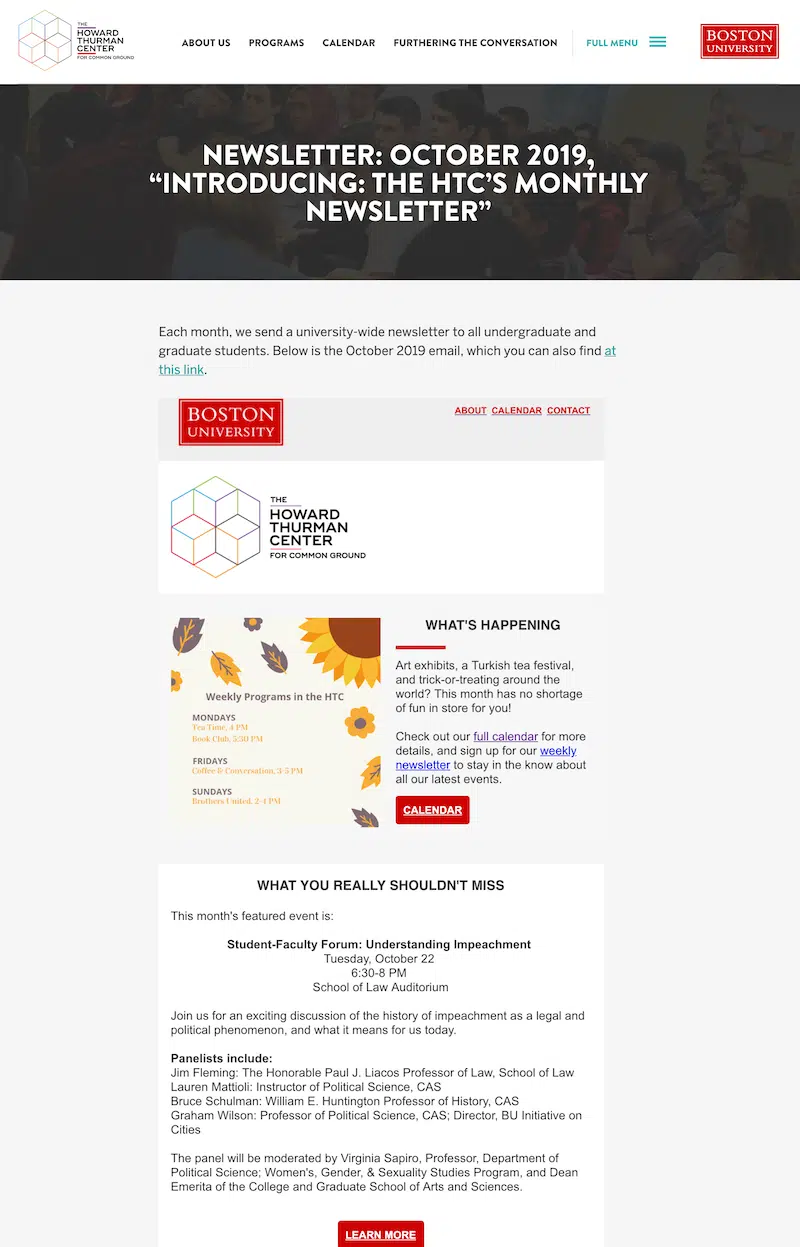 THE
HOWARD
THURMAN
CENTER
FOR COMMON GROUND
ABOUT US
PROGRAMS
CALENDAR
FURTHERING THE CONVERSATION
FULL MENU
BOSTON
UNIVERSITY
NEWSLETTER: OCTOBER 2019,
“INTRODUCING: THE HTC’S MONTHLY
NEWSLETTER”
Each month, we send a university-wide newsletter to all undergraduate and
graduate students. Below is the October 2019 email, which you can also find at
this link.
BOSTON
UNIVERSITY
ABOUT CALENDAR CONTACT
THE
HOWARD
THURMAN
CENTER
FOR COMMON GROUND
Weekly Programs in the HTC
MONDAYS
Tea Time, 4 PM
Book Club, 5:30 PM
FRIDAYS
Coffee & Conversation, 3-5 PM
SUNDAYS
Brothers United, 2-4 PM
WHAT'S HAPPENING
Art exhibits, a Turkish tea festival,
and trick-or-treating around the
world? This month has no shortage
of fun in store for you!
Check out our full calendar for more
details, and sign up for our weekly
newsletter to stay in the know about
all our latest events.
CALENDAR
WHAT YOU REALLY SHOULDN'T MISS
This month's featured event is:
Student-Faculty Forum: Understanding Impeachment
Tuesday, October 22
6:30-8 PM
School of Law Auditorium
Join us for an exciting discussion of the history of impeachment as a legal and
political phenomenon, and what it means for us today.
Panelists include:
Jim Fleming: The Honorable Paul J. Liacos Professor of Law, School of Law
Lauren Mattioli: Instructor of Political Science, CAS
Bruce Schulman: William E. Huntington Professor of History, CAS
Graham Wilson: Professor of Political Science, CAS; Director, BU Initiative on
Cities
The panel will be moderated by Virginia Sapiro, Professor, Department of
Political Science; Women's, Gender, & Sexuality Studies Program, and Dean
Emerita of the College and Graduate School of Arts and Sciences.
LEARN MORE